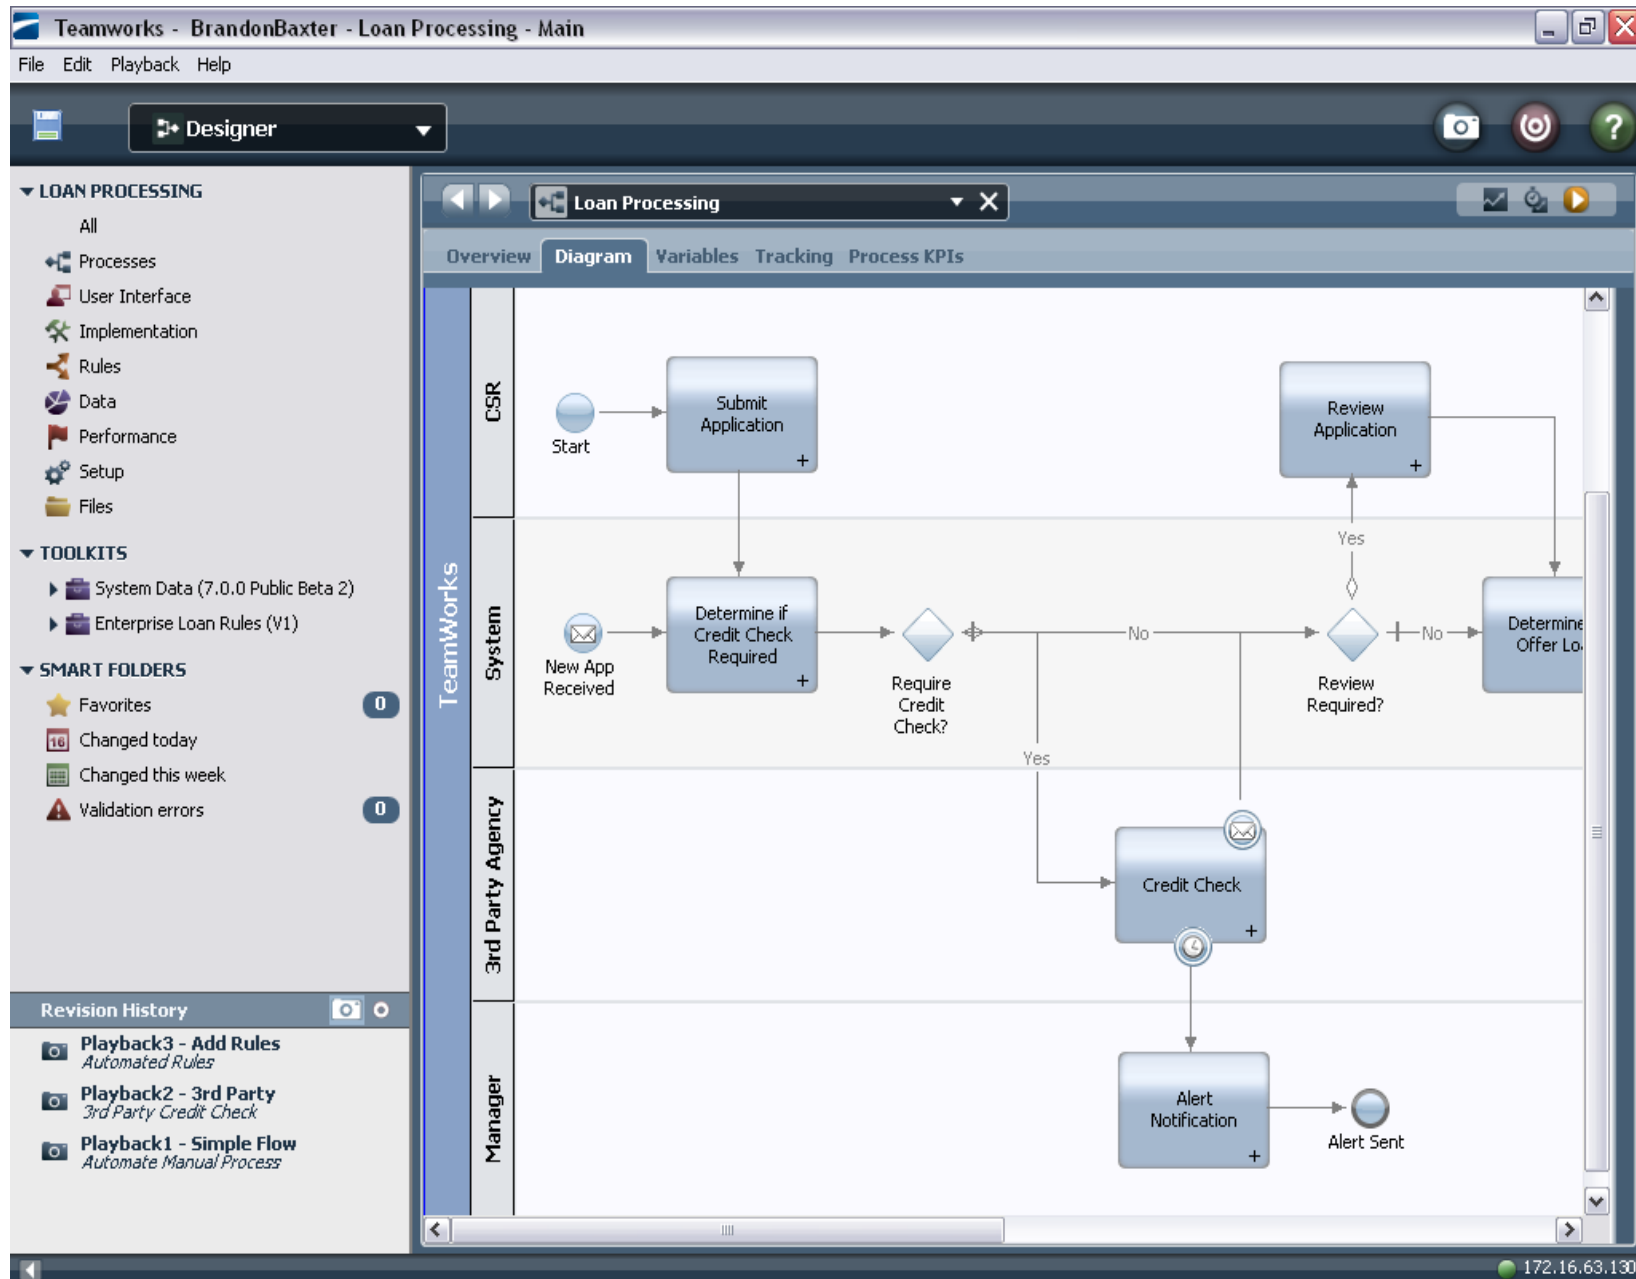 Teamworks - BrandonBaxter - Loan Processing - Main
File Edit Playback Help
Designer
?
LOAN PROCESSING
All
Processes
User Interface
Implementation
Rules
Data
Performance
Setup
Files
TOOLKITS
System Data (7.0.0 Public Beta 2)
Enterprise Loan Rules (V1)
SMART FOLDERS
Favorites 0
16 Changed today
Changed this week
Validation errors 0
Revision History
Playback3 - Add Rules
Automated Rules
Playback2 - 3rd Party
3rd Party Credit Check
Playback1 - Simple Flow
Automate Manual Process
Loan Processing
Overview Diagram Variables Tracking Process KPIs
TeamWorks
CSR
Start
Submit
Application
Review
Application
System
New App
Received
Determine if
Credit Check
Required
Require
Credit
Check?
No
Yes
Yes
Review
Required?
No
Determine
Offer Lo
3rd Party Agency
Credit Check
Manager
Alert
Notification
Alert Sent
172.16.63.130